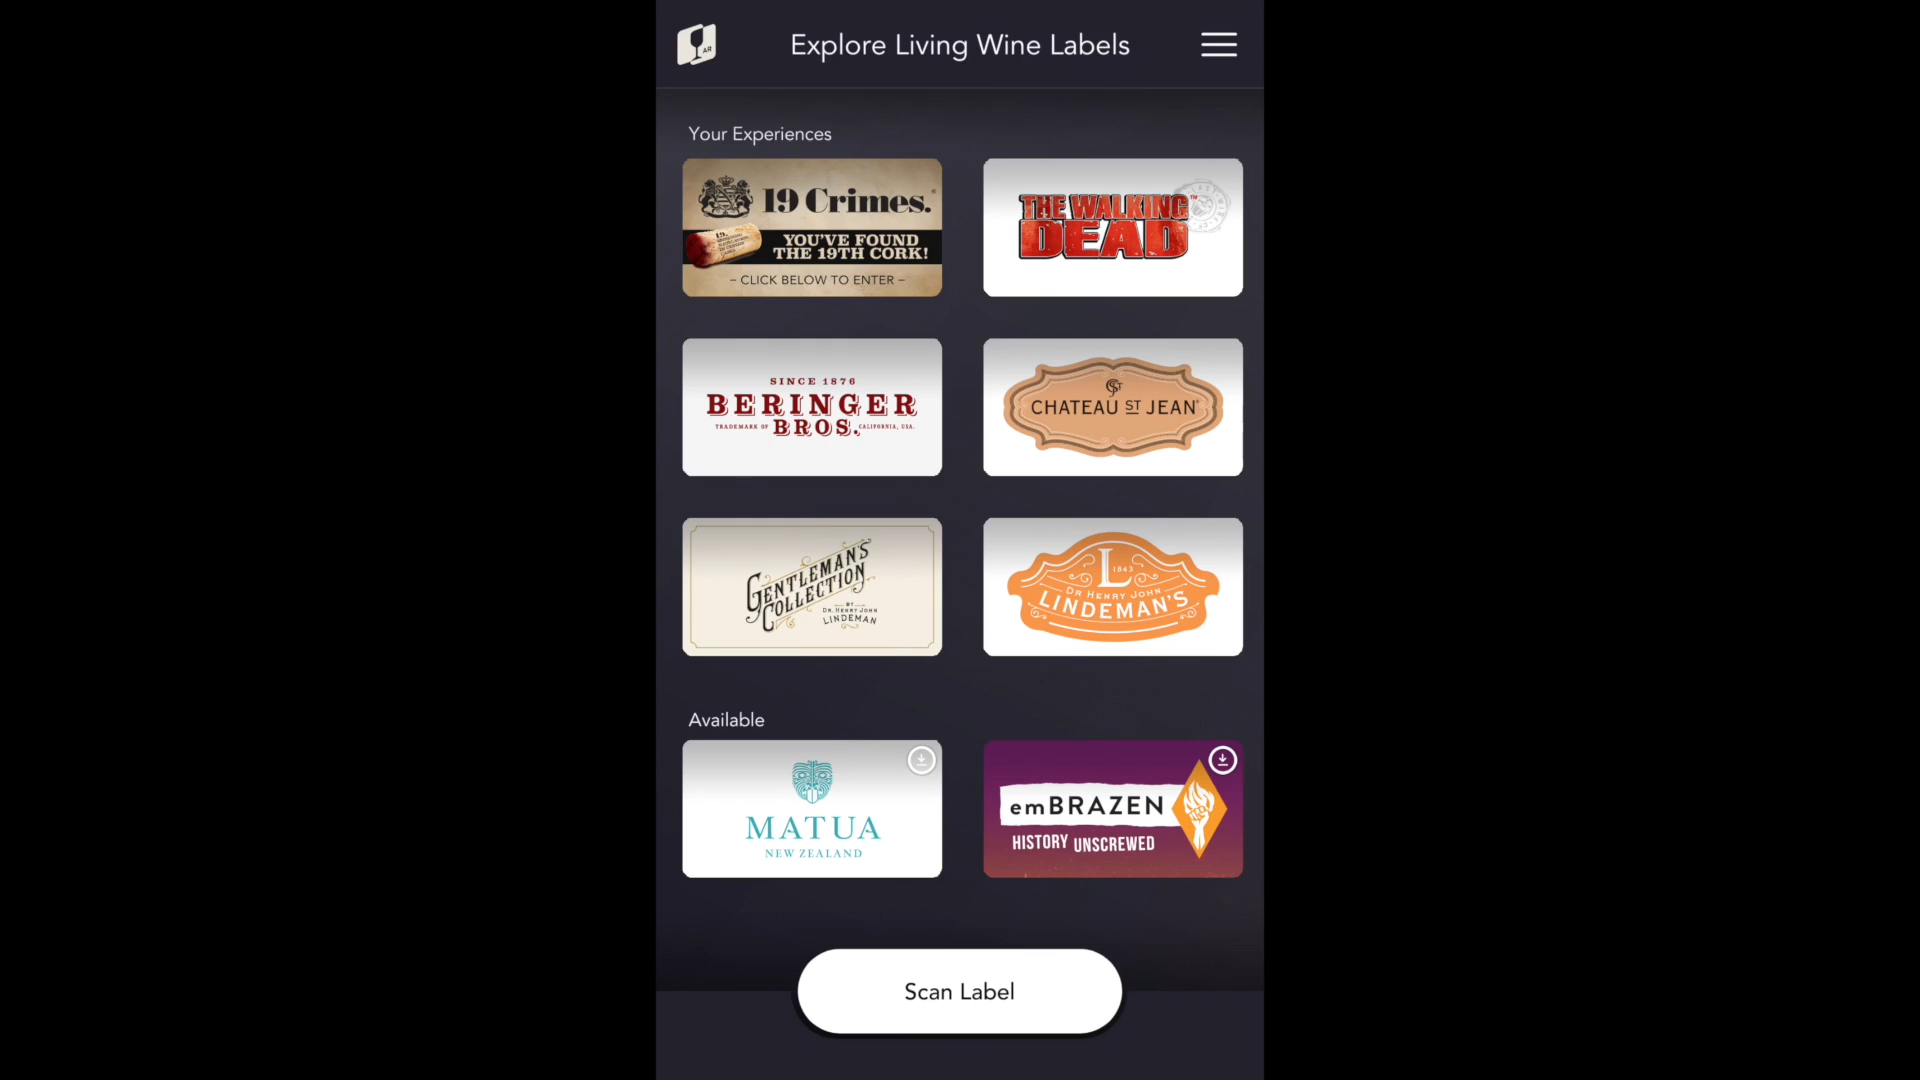 AR
Explore Living Wine Labels
Your Experiences
19 Crimes.
YOU'VE FOUND
THE 19TH CORK!
– CLICK BELOW TO ENTER –
THE WALKING
DEAD™
SINCE 1876
BERINGER
TRADEMARK OF BROS. CALIFORNIA, USA.
CHATEAU ST JEAN
GENTLEMAN'S
COLLECTION
BY
DR. HENRY JOHN
LINDEMAN
L
1843
DR HENRY JOHN
LINDEMAN'S
Available
MATUA
NEW ZEALAND
emBRAZEN
HISTORY UNSCREWED
Scan Label